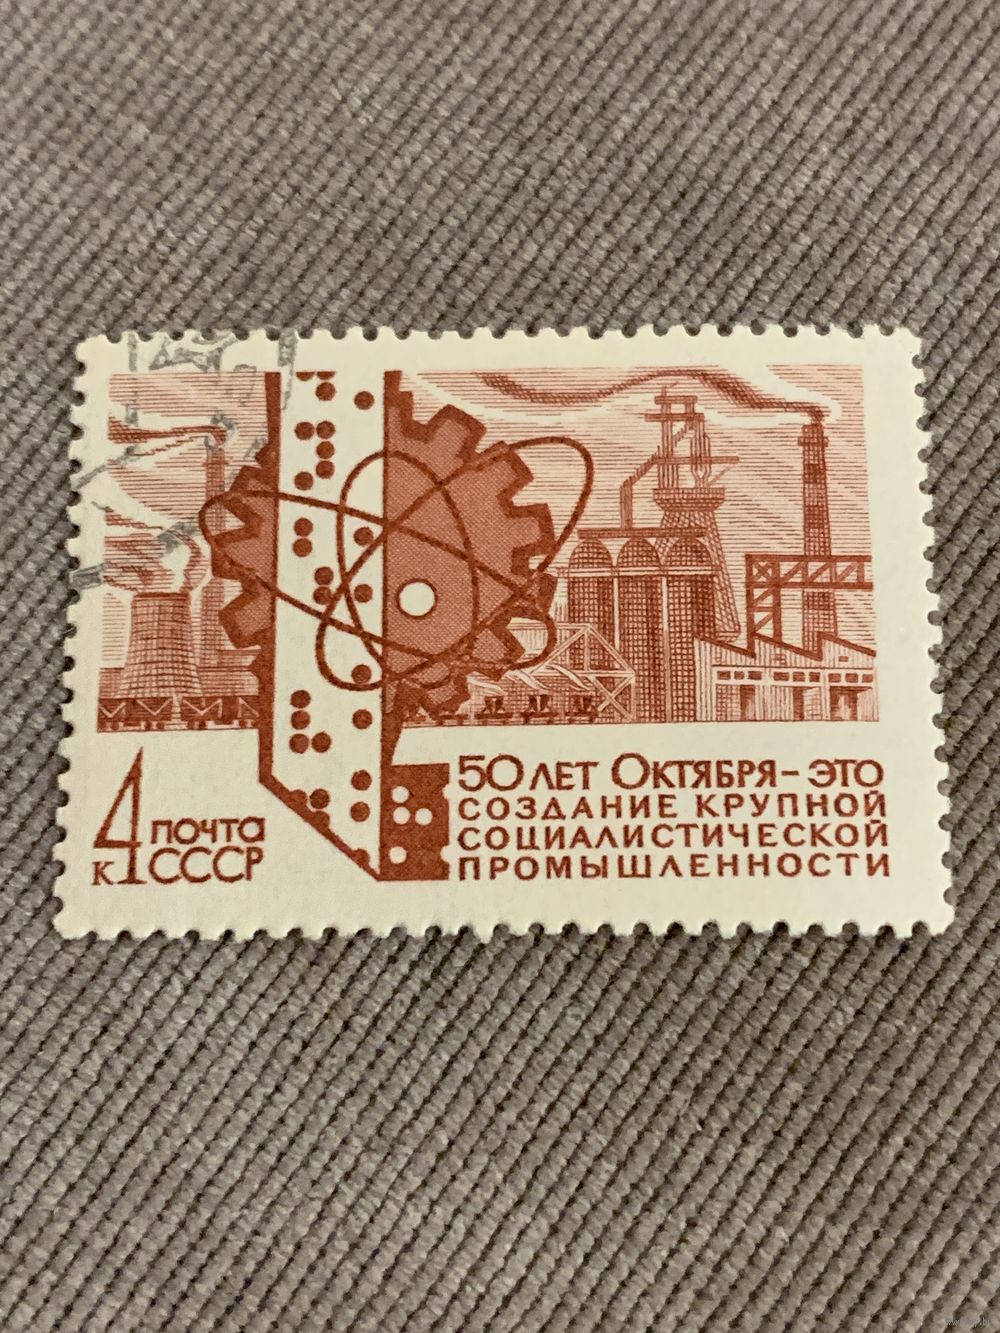 50 ЛЕТ ОКТЯБРЯ – ЭТО
СОЗДАНИЕ КРУПНОЙ
СОЦИАЛИСТИЧЕСКОЙ
ПРОМЫШЛЕННОСТИ
4 К
ПОЧТА
СССР